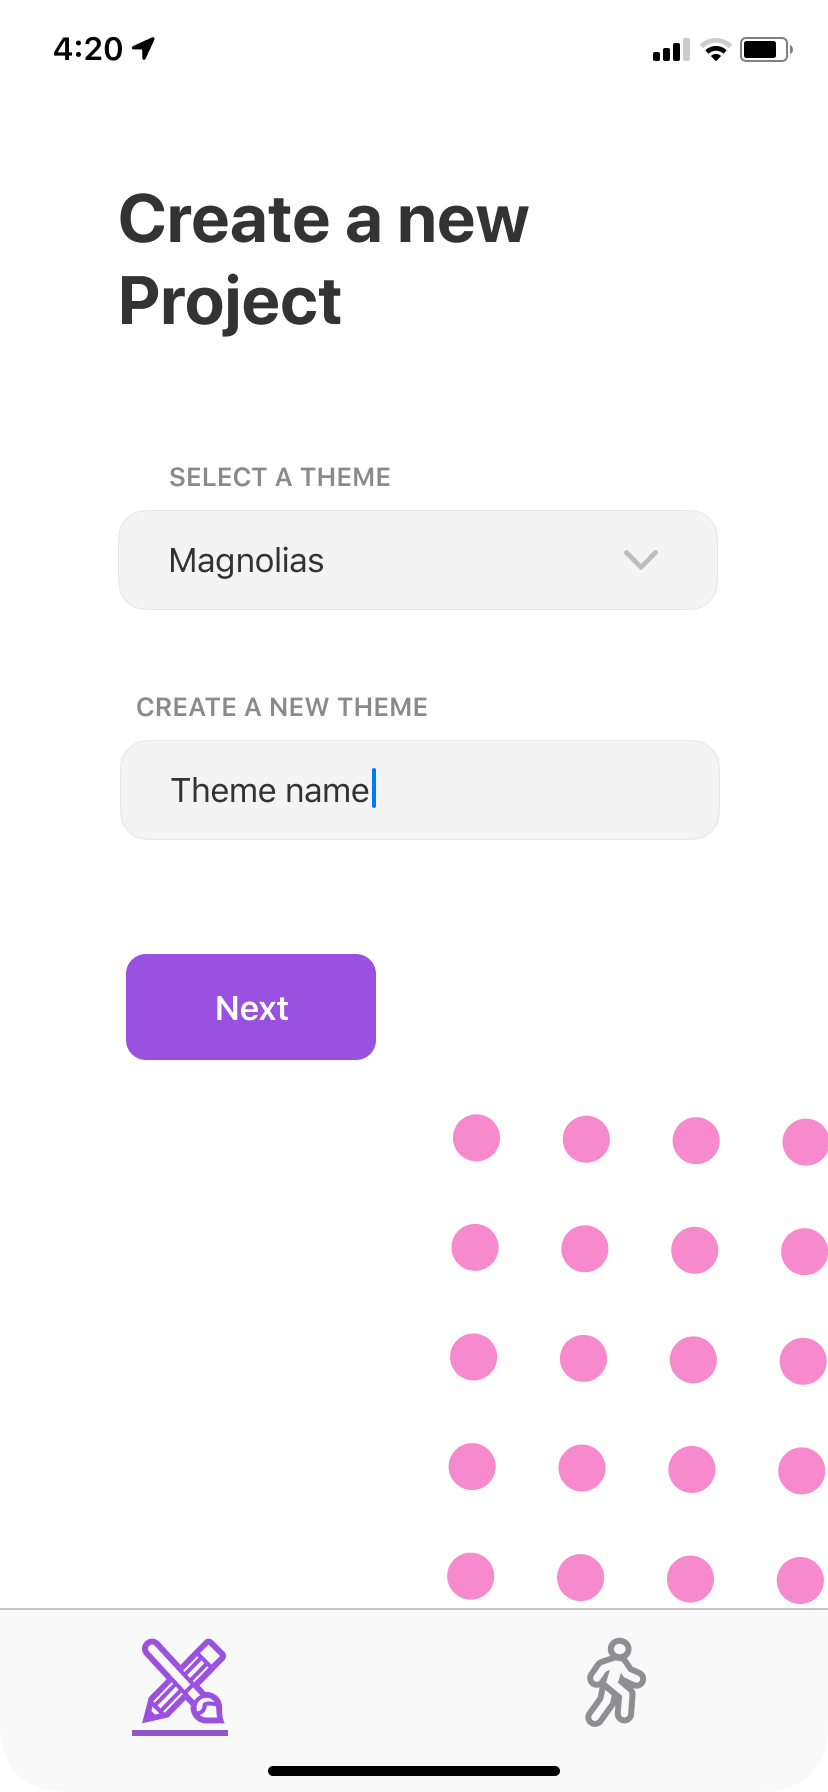 4:20
Create a new
Project
SELECT A THEME
Magnolias
CREATE A NEW THEME
Theme name
Next